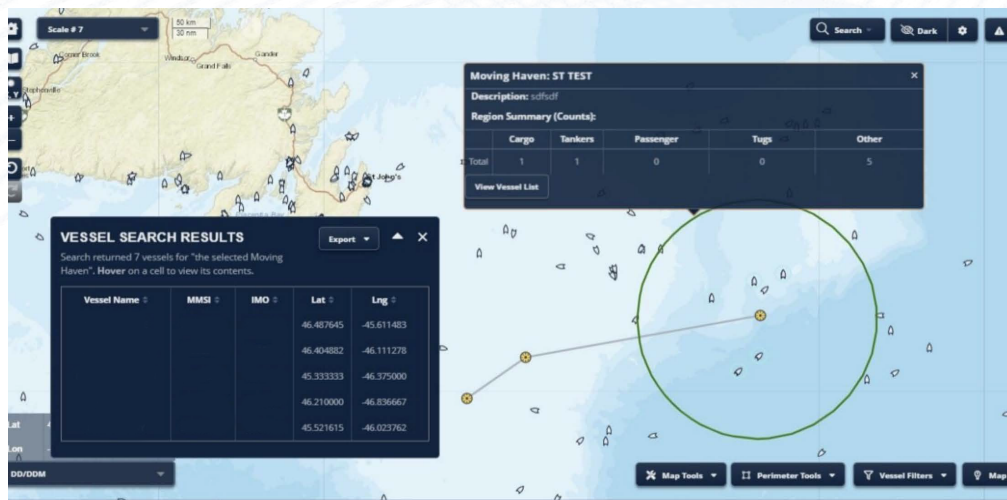 Scale # 7
50 km
30 nm
Search
Dark
Corner Brook
Windsor
Grand Falls
Gander
St John's
Moving Haven: ST TEST
Description: sdfsdf
Region Summary (Counts):
Cargo Tankers Passenger Tugs Other
Total 1 1 0 0 5
View Vessel List
VESSEL SEARCH RESULTS
Export
Search returned 7 vessels for "the selected Moving
Haven". Hover on a cell to view its contents.
Vessel Name MMSI IMO Lat Lng
46.487645 -45.611483
46.404882 -46.111278
45.333333 -46.375000
46.210000 -46.836667
45.521615 -46.023762
Lat
Lon
DD/DDM
Map Tools
Perimeter Tools
Vessel Filters
Map